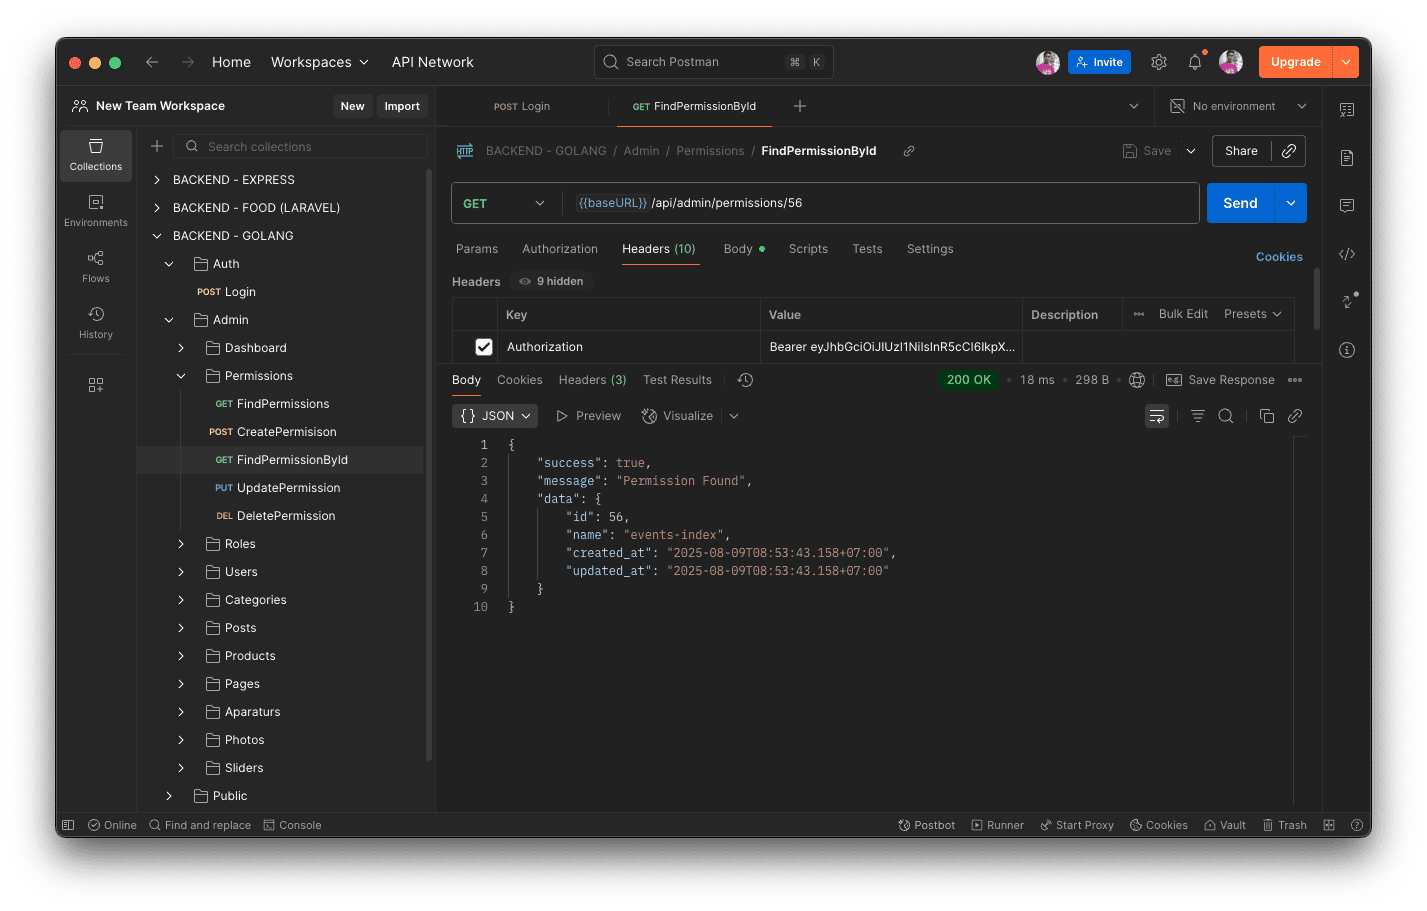 Home
Workspaces
API Network
Search Postman
⌘ K
Invite
Upgrade
New Team Workspace
New
Import
POST Login
GET FindPermissionById
No environment
Collections
Environments
Flows
History
Search collections
BACKEND - EXPRESS
BACKEND - FOOD (LARAVEL)
BACKEND - GOLANG
Auth
POST Login
Admin
Dashboard
Permissions
GET FindPermissions
POST CreatePermisison
GET FindPermissionById
PUT UpdatePermission
DEL DeletePermission
Roles
Users
Categories
Posts
Products
Pages
Aparaturs
Photos
Sliders
Public
HTTP BACKEND - GOLANG / Admin / Permissions / FindPermissionById
Save
Share
GET
{{baseURL}} /api/admin/permissions/56
Send
Params Authorization Headers (10) Body Scripts Tests Settings
Cookies
Headers 9 hidden
Key Value Description Bulk Edit Presets
Authorization Bearer eyJhbGciOiJIUzI1NiIsInR5cCI6IkpX...
Body Cookies Headers (3) Test Results
200 OK • 18 ms • 298 B
e.g. Save Response
{} JSON Preview Visualize
1 {
2 "success": true,
3 "message": "Permission Found",
4 "data": {
5 "id": 56,
6 "name": "events-index",
7 "created_at": "2025-08-09T08:53:43.158+07:00",
8 "updated_at": "2025-08-09T08:53:43.158+07:00"
9 }
10 }
Online Find and replace Console
Postbot Runner Start Proxy Cookies Vault Trash